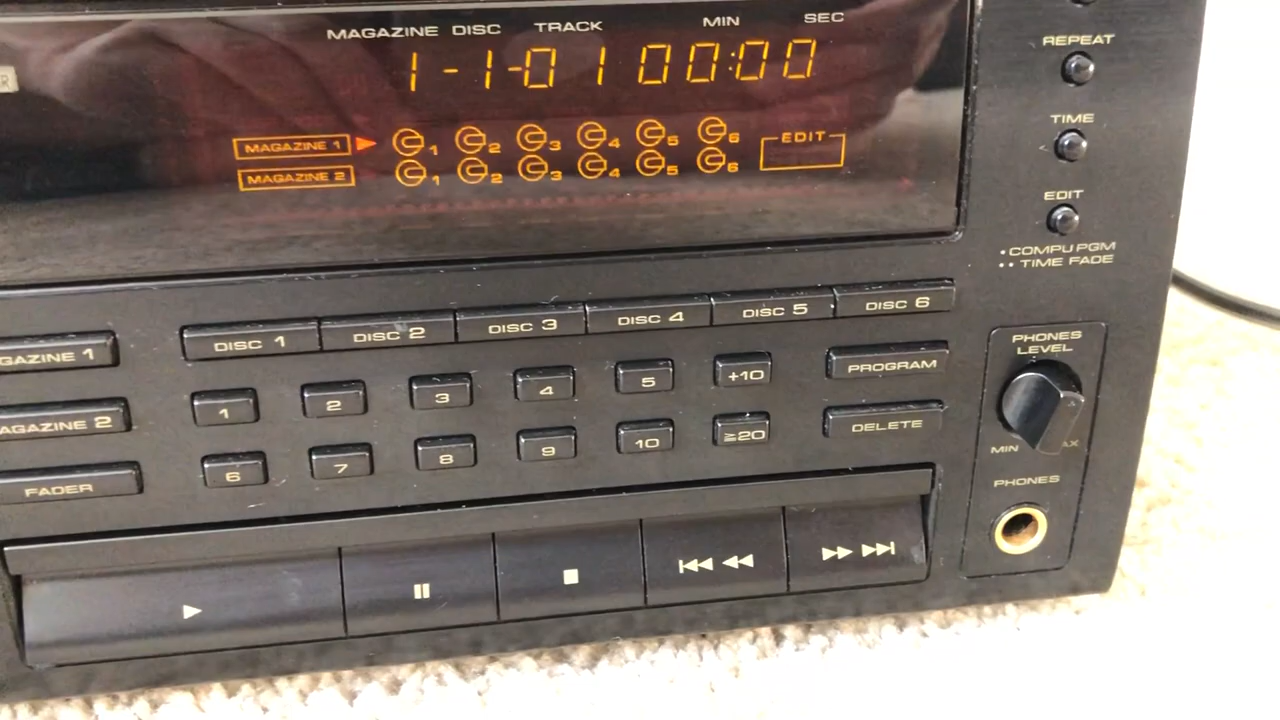 MAGAZINE DISC TRACK MIN SEC
1-1-01 00:00
MAGAZINE 1 1 2 3 4 5 6 EDIT
MAGAZINE 2 1 2 3 4 5 6
REPEAT
TIME
EDIT
•COMPU PGM
•• TIME FADE
GAZINE 1
DISC 1 DISC 2 DISC 3 DISC 4 DISC 5 DISC 6
AGAZINE 2
1 2 3 4 5 +10 PROGRAM
FADER
6 7 8 9 10 ≧20 DELETE
PHONES
LEVEL
MIN AX
PHONES